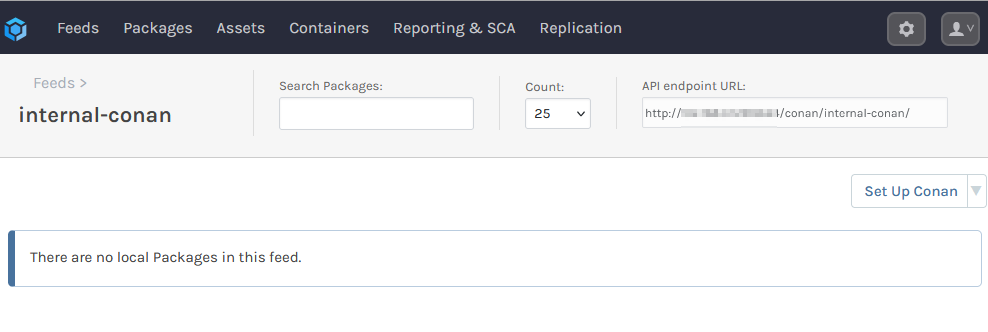 Feeds Packages Assets Containers Reporting & SCA Replication
Feeds >
internal-conan
Search Packages:
Count:
25
API endpoint URL:
http:// /conan/internal-conan/
Set Up Conan
There are no local Packages in this feed.